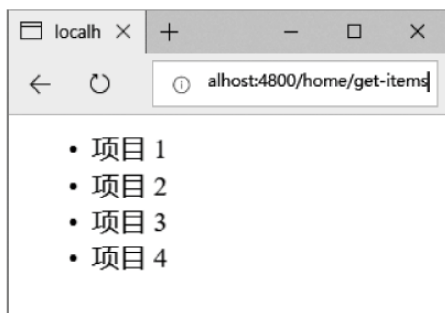 localh
alhost:4800/home/get-items
• 项目 1
• 项目 2
• 项目 3
• 项目 4